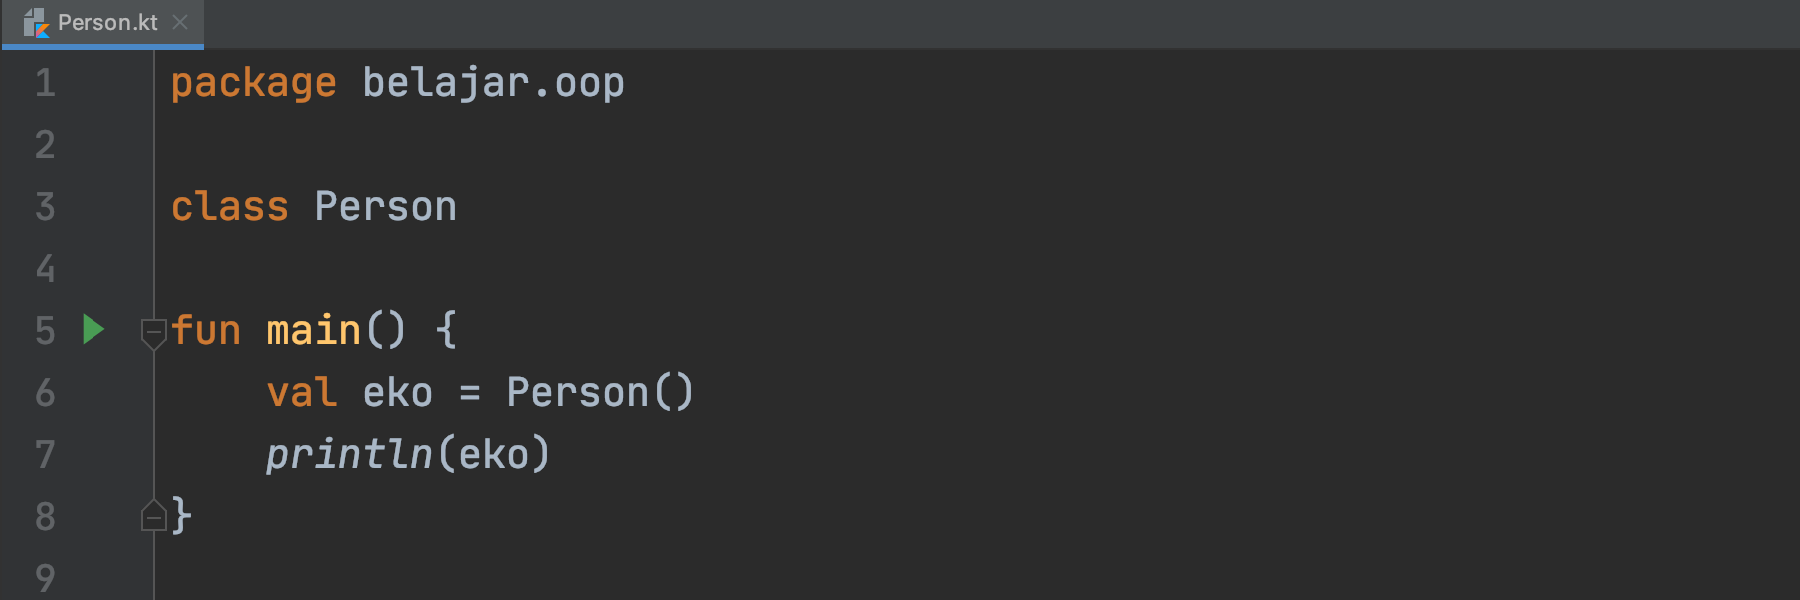 Person.kt
1 package belajar.oop
2
3 class Person
4
5 fun main() {
6     val eko = Person()
7     println(eko)
8 }
9